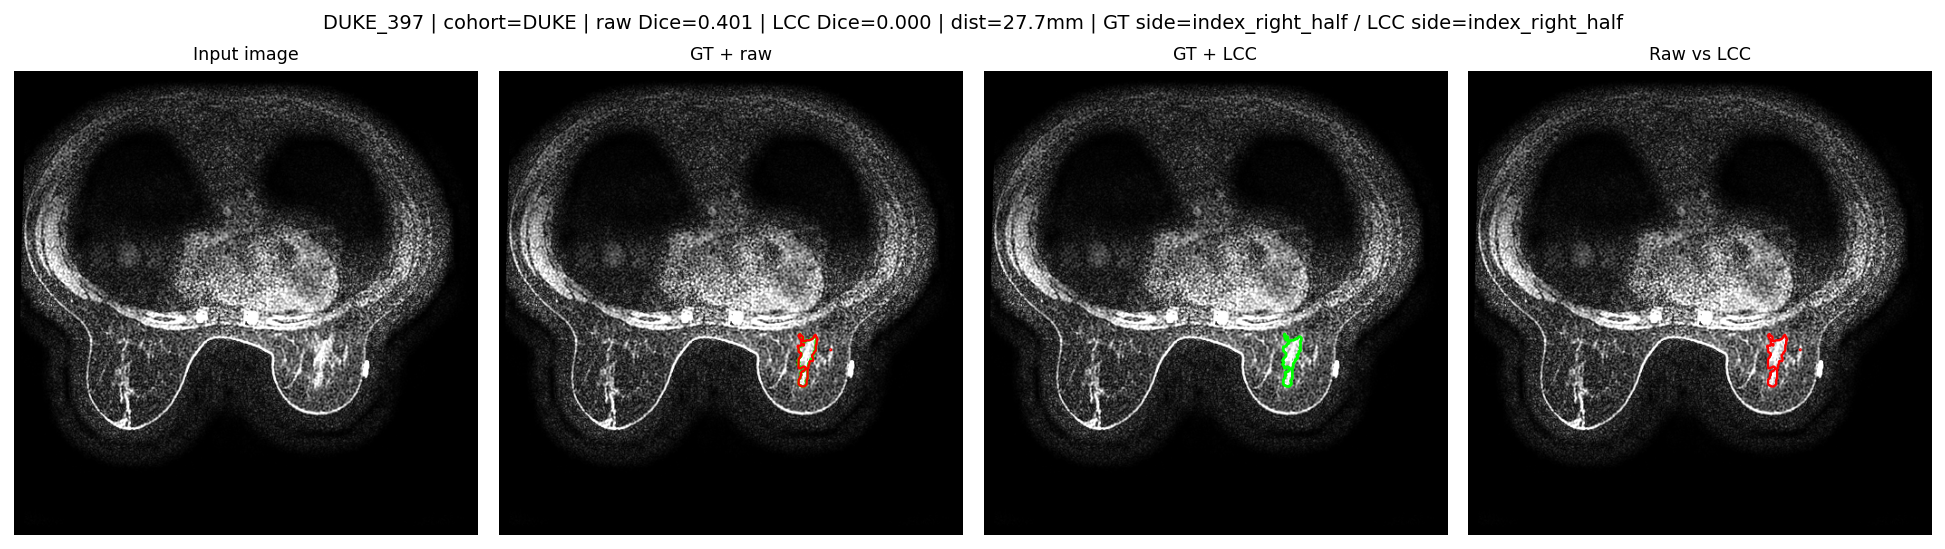 DUKE_397 | cohort=DUKE | raw Dice=0.401 | LCC Dice=0.000 | dist=27.7mm | GT side=index_right_half / LCC side=index_right_half
Input image
GT + raw
GT + LCC
Raw vs LCC